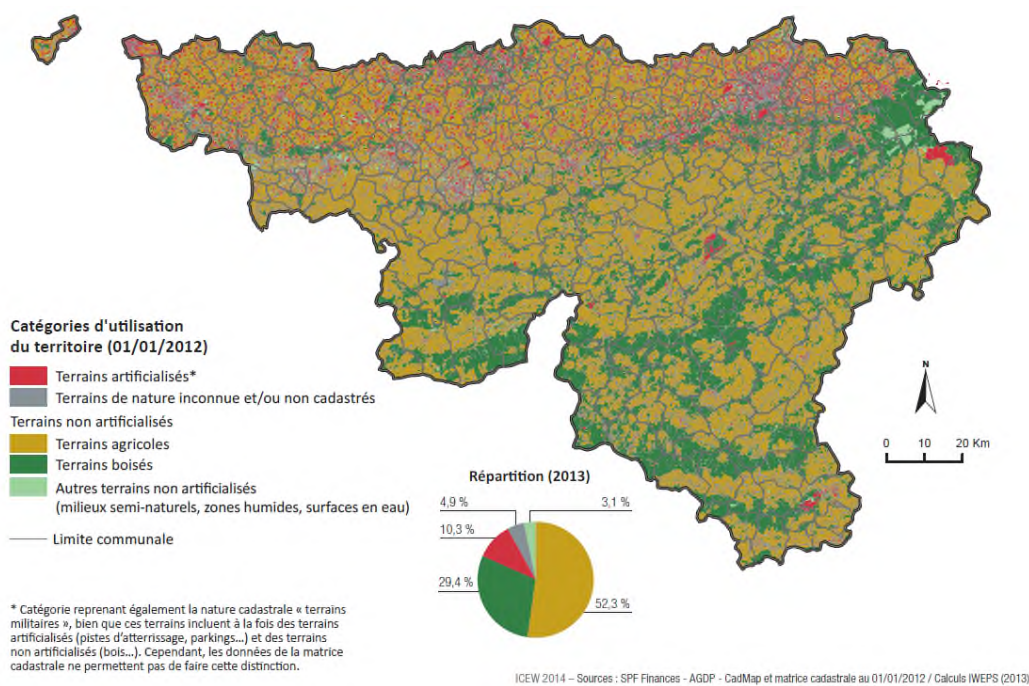 Catégories d'utilisation
du territoire (01/01/2012)
Terrains artificialisés*
Terrains de nature inconnue et/ou non cadastrés
Terrains non artificialisés
Terrains agricoles
Terrains boisés
Autres terrains non artificialisés
(milieux semi-naturels, zones humides, surfaces en eau)
Limite communale
N
0 10 20 Km
Répartition (2013)
4,9 % 3,1 %
10,3 %
29,4 %
52,3 %
* Catégorie reprenant également la nature cadastrale « terrains
militaires », bien que ces terrains incluent à la fois des terrains
artificialisés (pistes d'atterrissage, parkings...) et des terrains
non artificialisés (bois...). Cependant, les données de la matrice
cadastrale ne permettent pas de faire cette distinction.
ICEW 2014 – Sources : SPF Finances - AGDP - CadMap et matrice cadastrale au 01/01/2012 / Calculs IWEPS (2013)